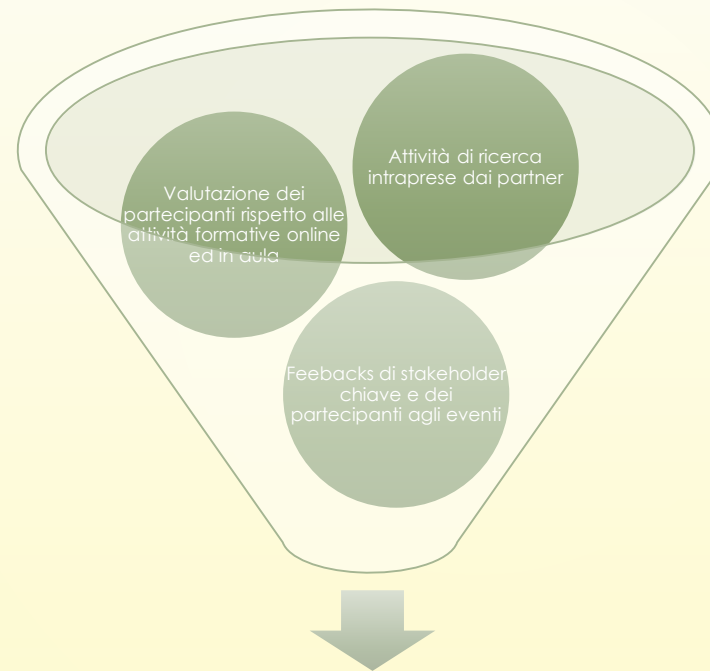 Attività di ricerca
intraprese dai partner
Valutazione dei
partecipanti rispetto alle
attività formative online
ed in aula
Feebacks di stakeholder
chiave e dei
partecipanti agli eventi